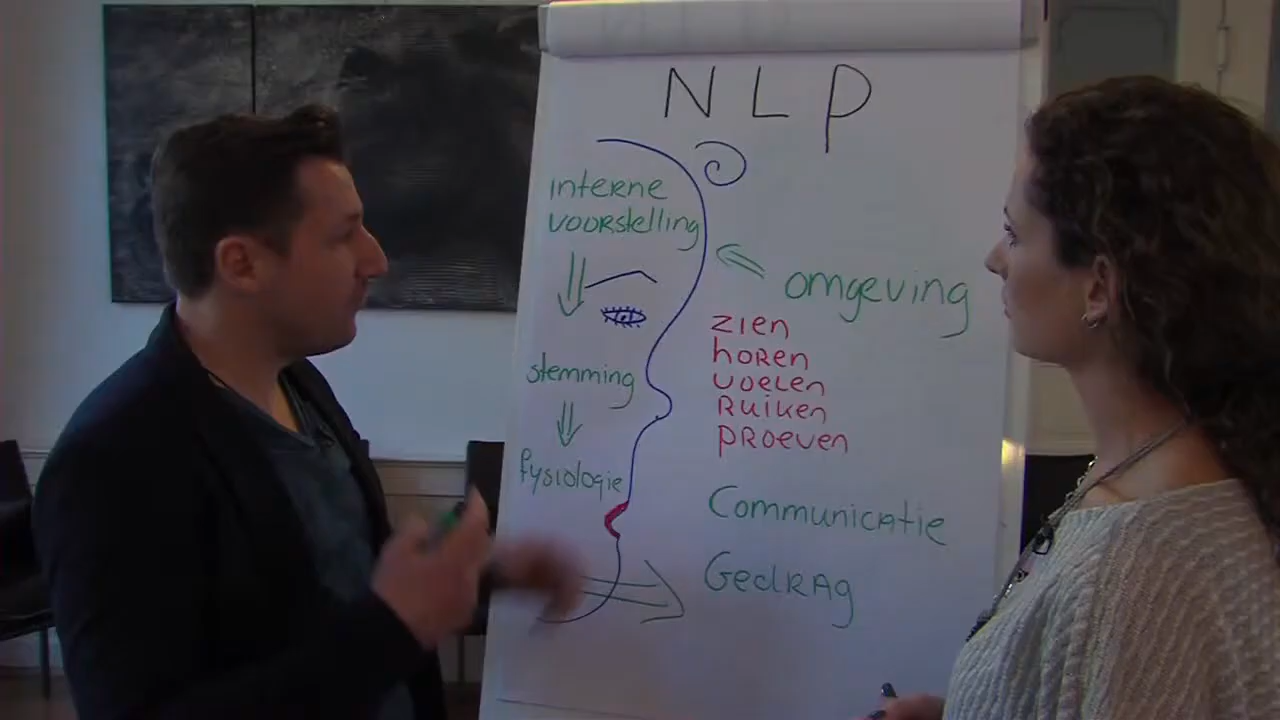 NLP
interne
voorstelling
omgeving
zien
horen
voelen
Ruiken
proeven
stemming
fysiologie
Communicatie
Gedrag